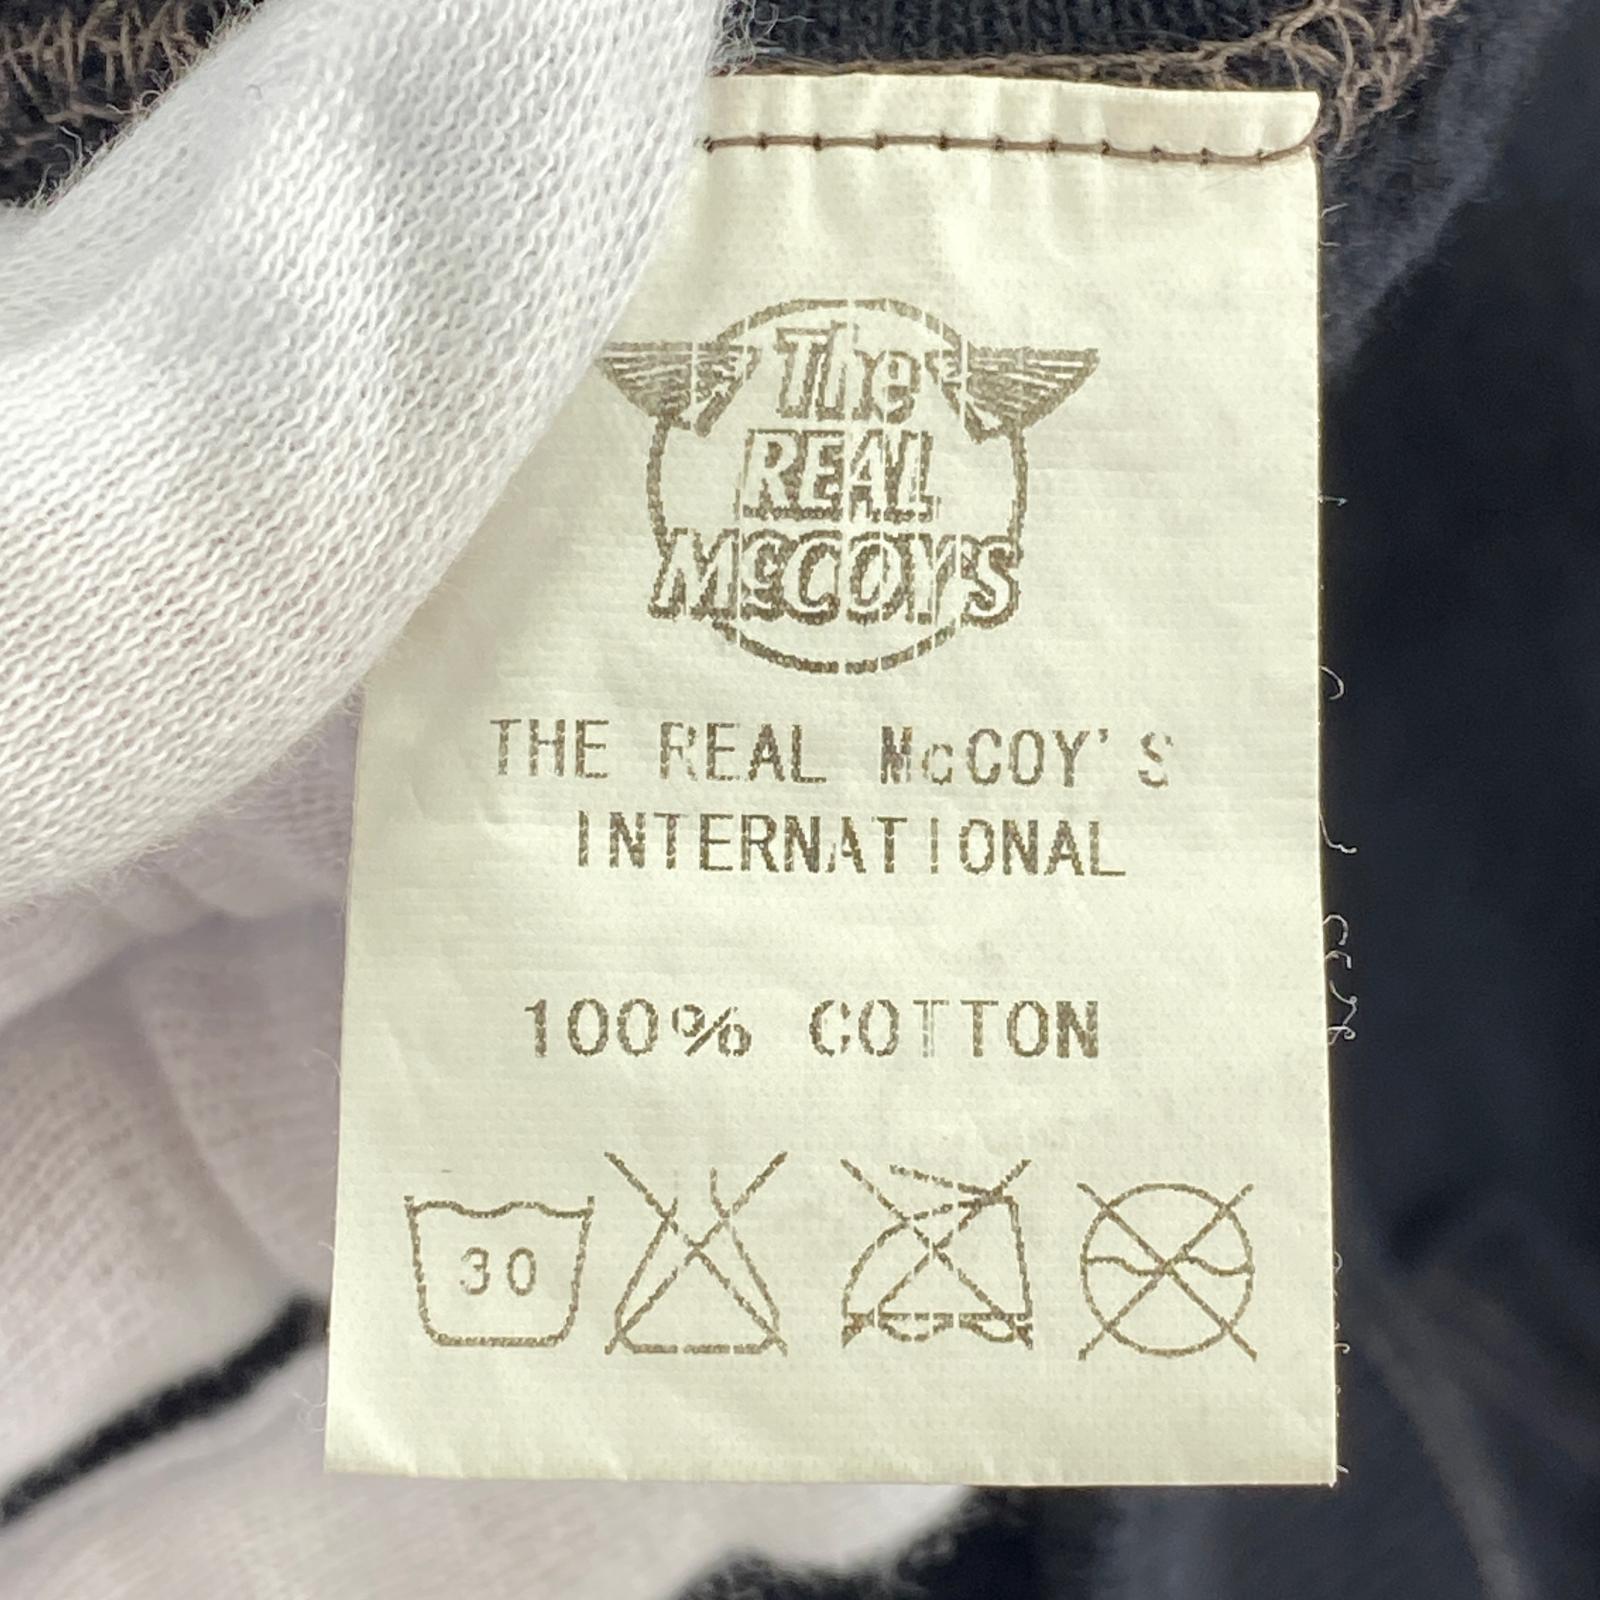 The
REAL
McCOY'S
THE REAL McCOY'S
INTERNATIONAL
100% COTTON
30